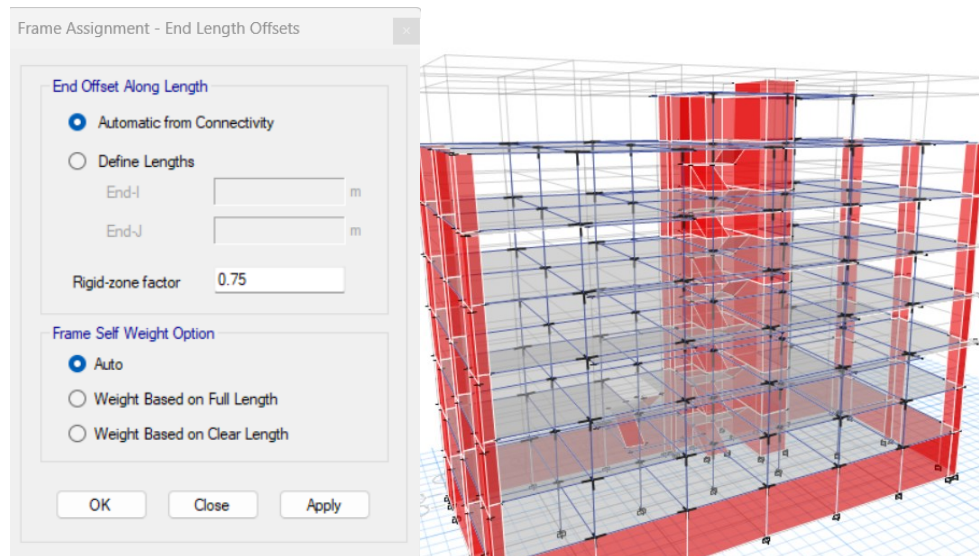 Frame Assignment - End Length Offsets
End Offset Along Length
Automatic from Connectivity
Define Lengths
End-I m
End-J m
Rigid-zone factor 0.75
Frame Self Weight Option
Auto
Weight Based on Full Length
Weight Based on Clear Length
OK Close Apply